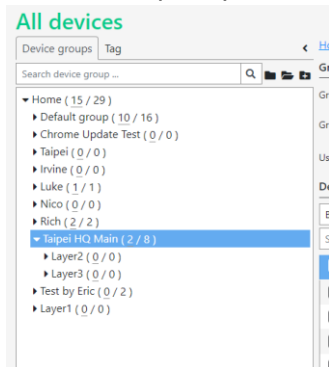 All devices
Device groups Tag
Search device group ...
Home ( 15 / 29 )
Default group ( 10 / 16 )
Chrome Update Test ( 0 / 0 )
Taipei ( 0 / 0 )
Irvine ( 0 / 0 )
Luke ( 1 / 1 )
Nico ( 0 / 0 )
Rich ( 2 / 2 )
Taipei HQ Main ( 2 / 8 )
Layer2 ( 0 / 0 )
Layer3 ( 0 / 0 )
Test by Eric ( 0 / 2 )
Layer1 ( 0 / 0 )